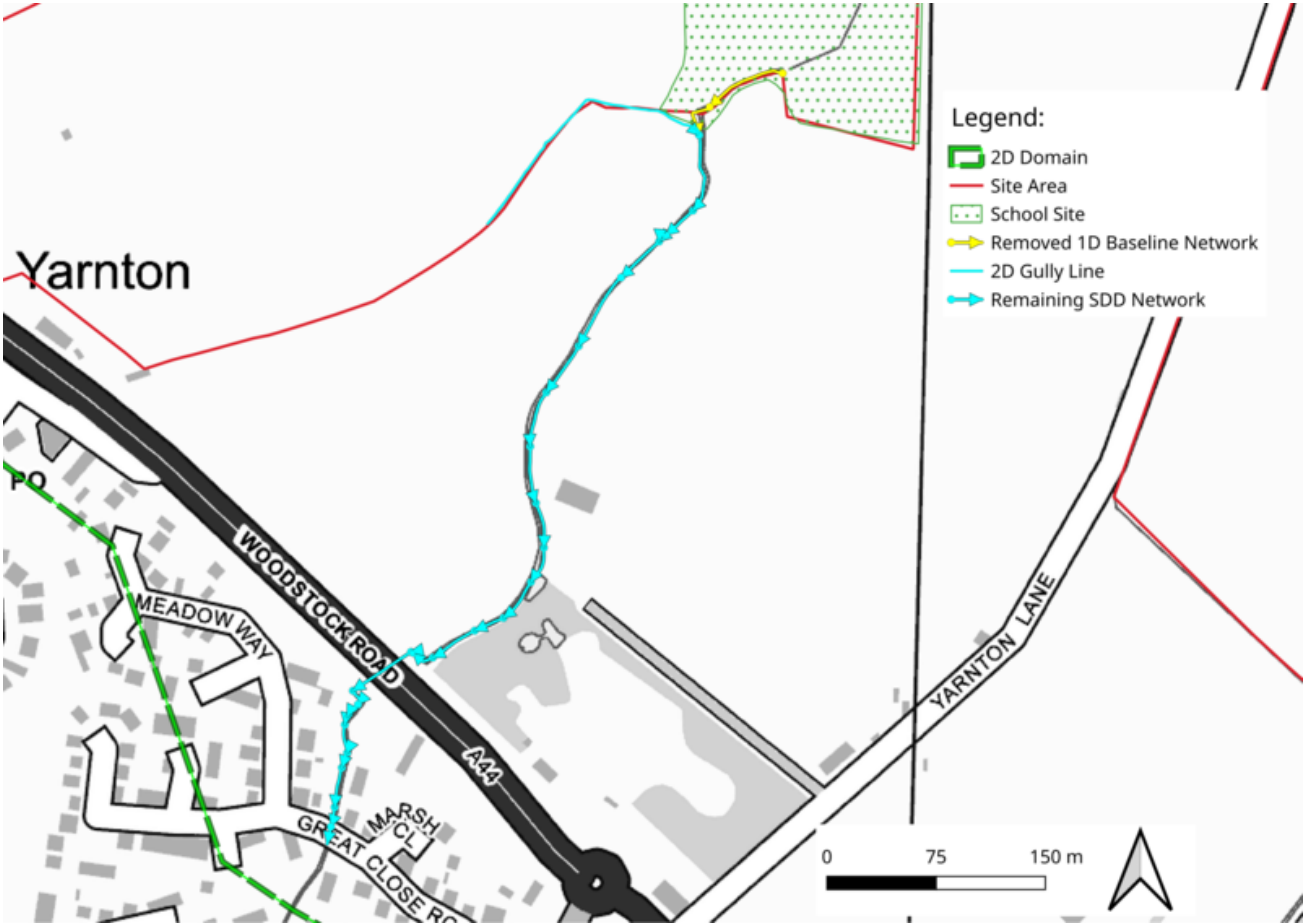 Legend:
2D Domain
Site Area
School Site
Removed 1D Baseline Network
2D Gully Line
Remaining SDD Network
Yarnton
PO
WOODSTOCK ROAD
MEADOW WAY
YARNTON LANE
A44
MARSH
CL
GREAT CLOSE RO
0 75 150 m